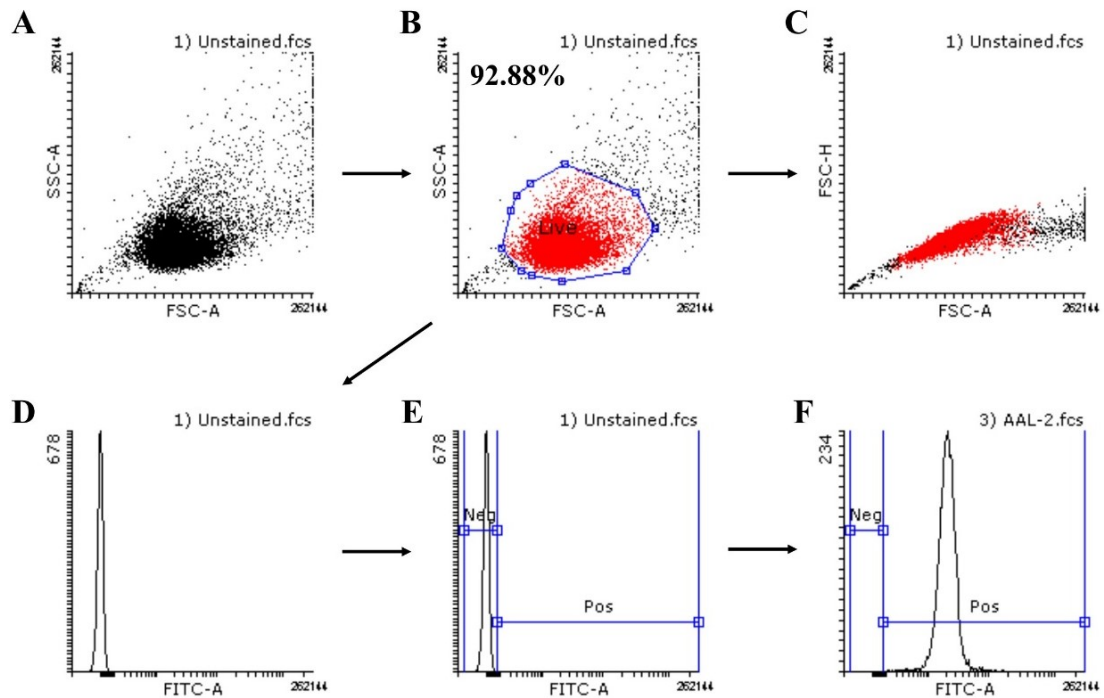 A
1) Unstained.fcs
262144
SSC-A
FSC-A
262144
B
1) Unstained.fcs
92.88%
262144
SSC-A
Live
FSC-A
262144
C
1) Unstained.fcs
262144
FSC-H
FSC-A
262144
D
1) Unstained.fcs
678
FITC-A
262144
E
1) Unstained.fcs
678
Neg
Pos
FITC-A
262144
F
3) AAL-2.fcs
234
Neg
Pos
FITC-A
262144